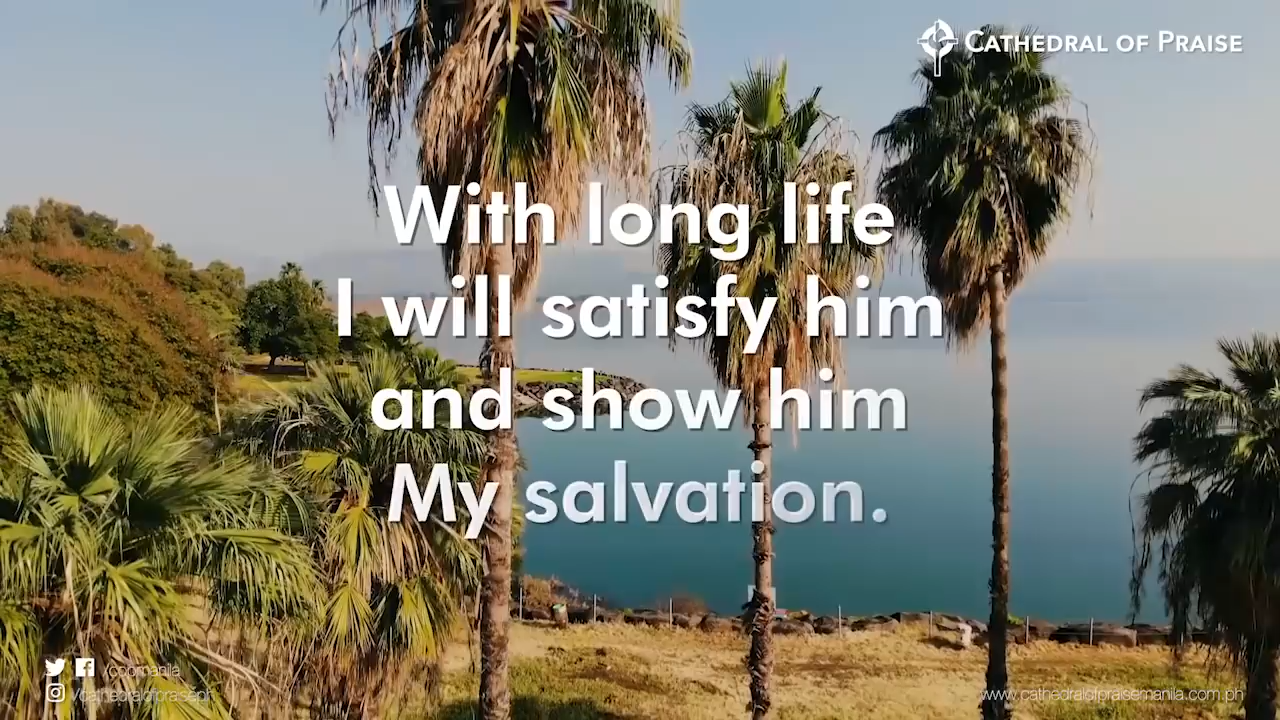 CATHEDRAL OF PRAISE
With long life
I will satisfy him
and show him
My salvation.
/copmanila
/cathedralofpraiseph
www.cathedralofpraisemanila.com.ph